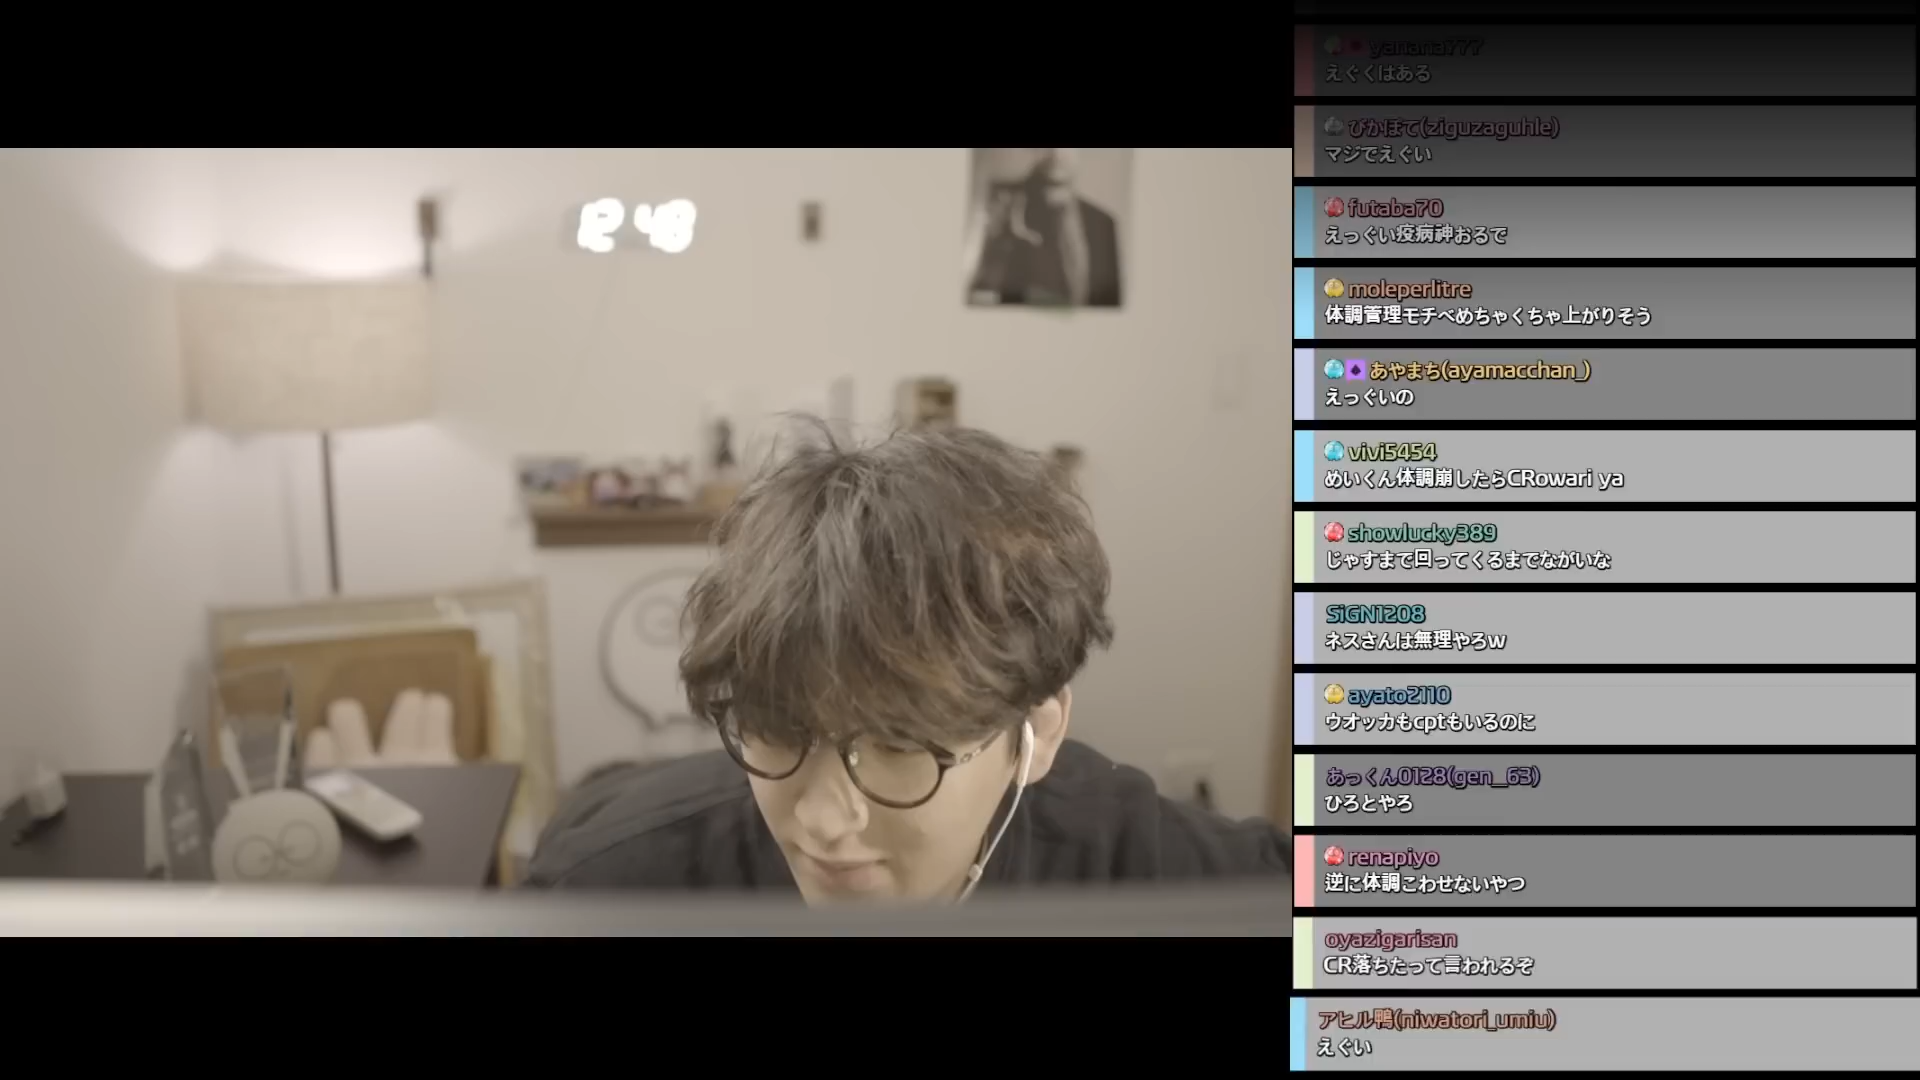 12:48
yanana777
えぐくはある
ぴかぽて(ziguzaguhle)
マジでえぐい
futaba70
えっぐい疫病神おるで
moleperlitre
体調管理モチベめちゃくちゃ上がりそう
あやまち(ayamacchan_)
えっぐいの
vivi5454
めいくん体調崩したらCRowari ya
showlucky389
じゃすまで回ってくるまでながいな
SiGN1208
ネスさんは無理やろw
ayato2110
ウオッカもcptもいるのに
あっくん0128(gen__63)
ひろとやろ
renapiyo
逆に体調こわせないやつ
oyazigarisan
CR落ちたって言われるぞ
アヒル鴨(niwatori_umiu)
えぐい